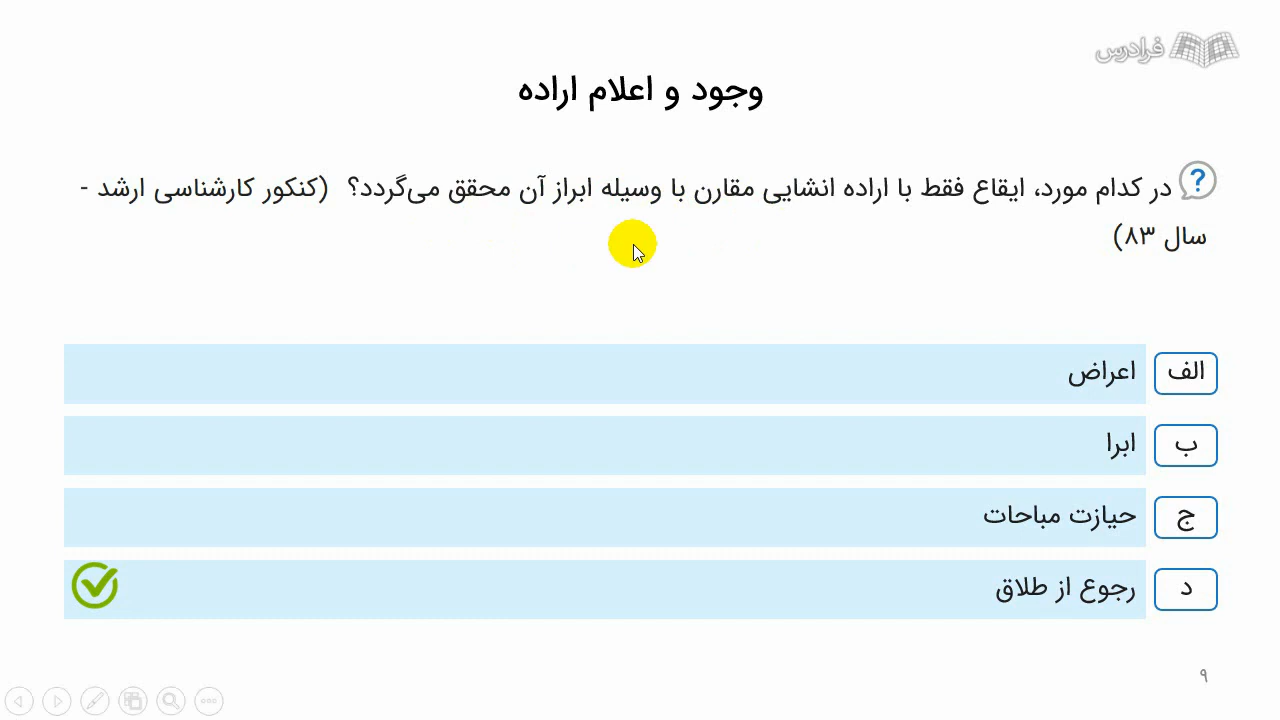 فرادرس
وجود و اعلام اراده
در کدام مورد، ایقاع فقط با اراده انشایی مقارن با وسیله ابراز آن محقق می‌گردد؟ (کنکور کارشناسی ارشد -
سال ۸۳)
الف اعراض
ب ابرا
ج حیازت مباحات
د رجوع از طلاق
۹